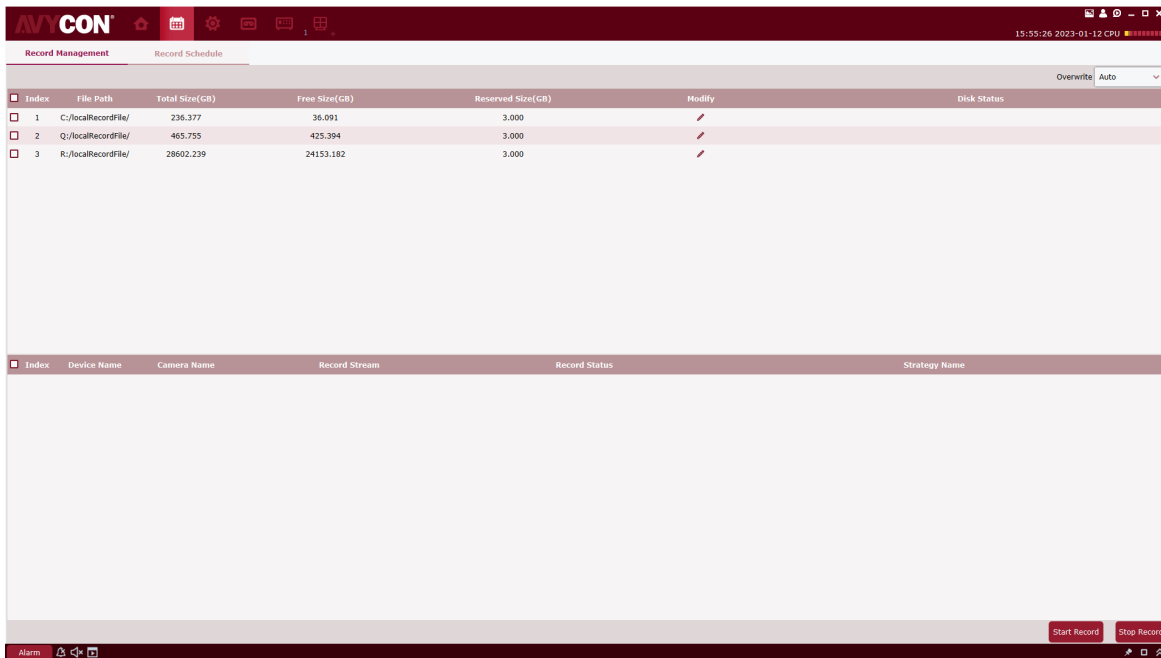 AVYCON
1
15:55:26 2023-01-12 CPU
Record Management Record Schedule
Overwrite Auto
Index File Path Total Size(GB) Free Size(GB) Reserved Size(GB) Modify Disk Status
1 C:/localRecordFile/ 236.377 36.091 3.000
2 Q:/localRecordFile/ 465.755 425.394 3.000
3 R:/localRecordFile/ 28602.239 24153.182 3.000
Index Device Name Camera Name Record Stream Record Status Strategy Name
Start Record Stop Record
Alarm